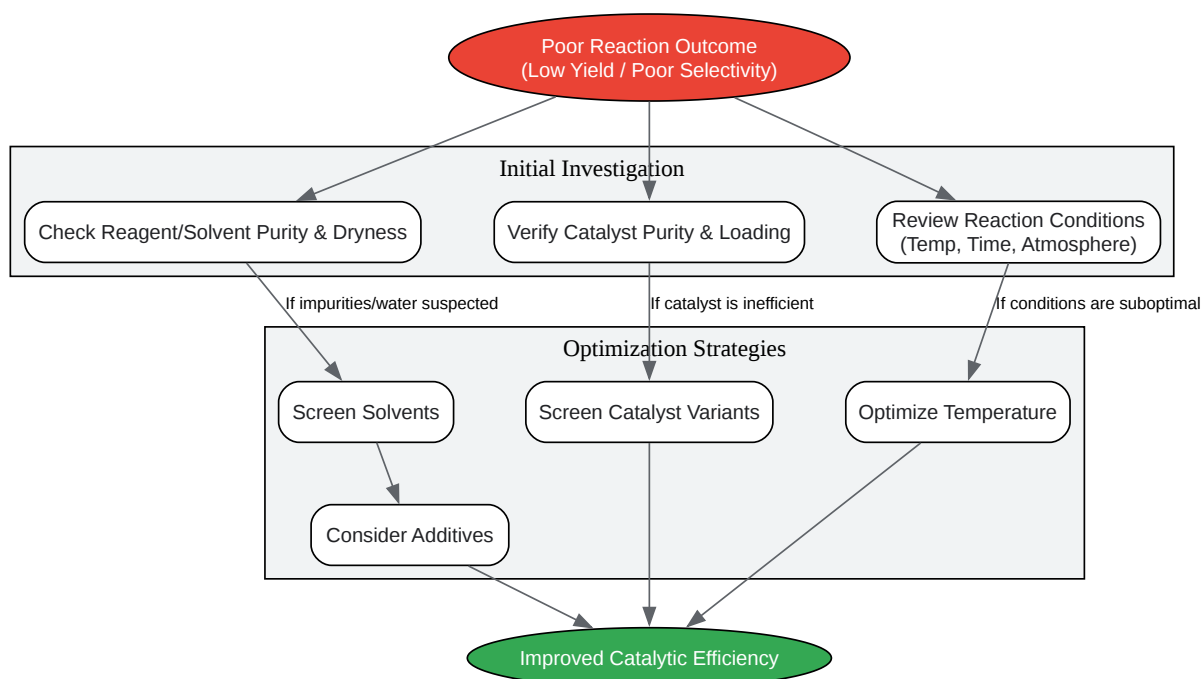 Poor Reaction Outcome
(Low Yield / Poor Selectivity)
Initial Investigation
Check Reagent/Solvent Purity & Dryness
Verify Catalyst Purity & Loading
Review Reaction Conditions
(Temp, Time, Atmosphere)
If impurities/water suspected
If catalyst is inefficient
If conditions are suboptimal
Optimization Strategies
Screen Solvents
Screen Catalyst Variants
Optimize Temperature
Consider Additives
Improved Catalytic Efficiency